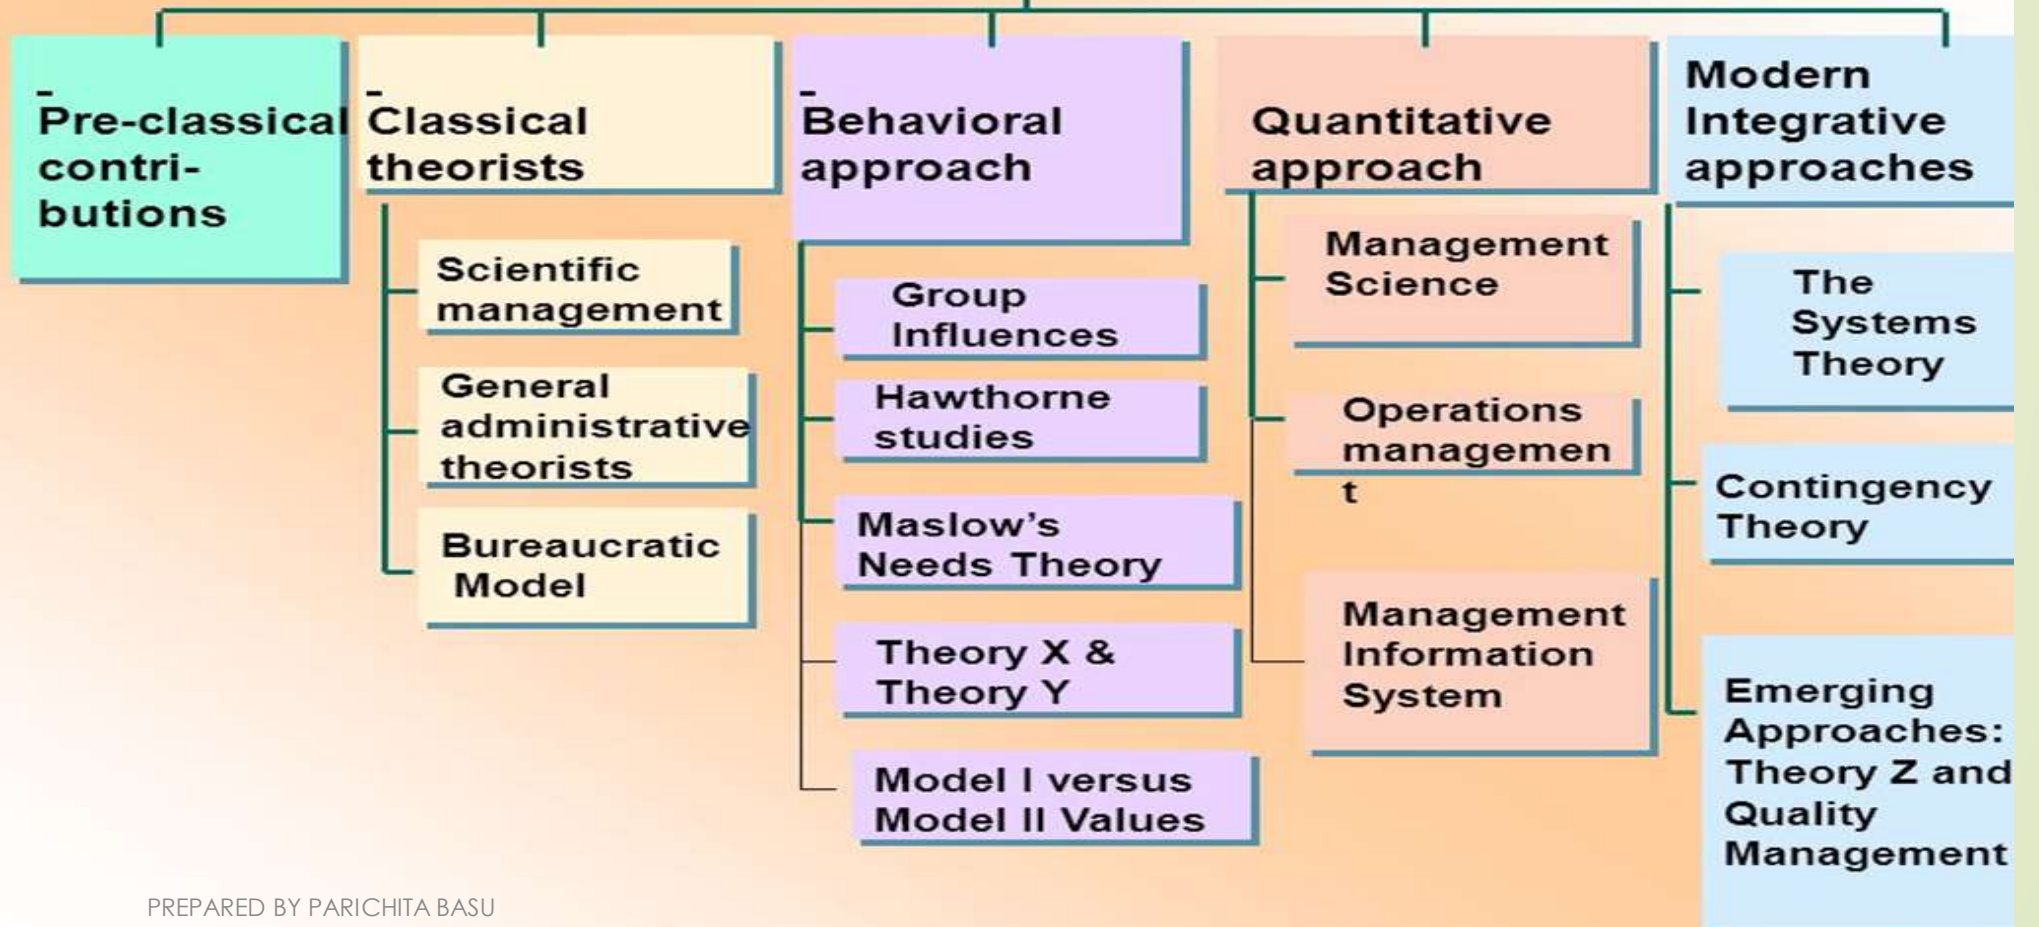 -
Pre-classical
contri-
butions
-
Classical
theorists
Scientific
management
General
administrative
theorists
Bureaucratic
Model
-
Behavioral
approach
Group
Influences
Hawthorne
studies
Maslow’s
Needs Theory
Theory X &
Theory Y
Model I versus
Model II Values
Quantitative
approach
Management
Science
Operations
managemen
t
Management
Information
System
Modern
Integrative
approaches
The
Systems
Theory
Contingency
Theory
Emerging
Approaches:
Theory Z and
Quality
Management
PREPARED BY PARICHITA BASU